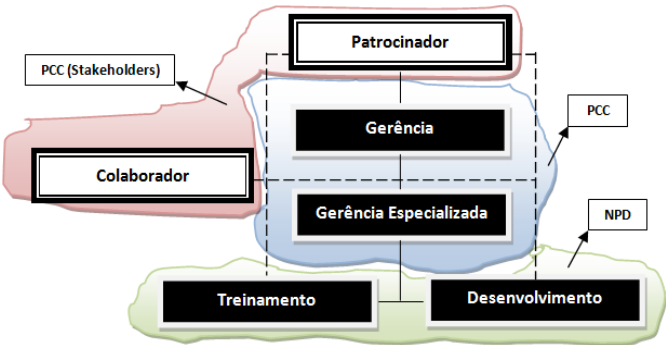 Patrocinador
PCC (Stakeholders)
PCC
Gerência
Colaborador
Gerência Especializada
NPD
Treinamento
Desenvolvimento